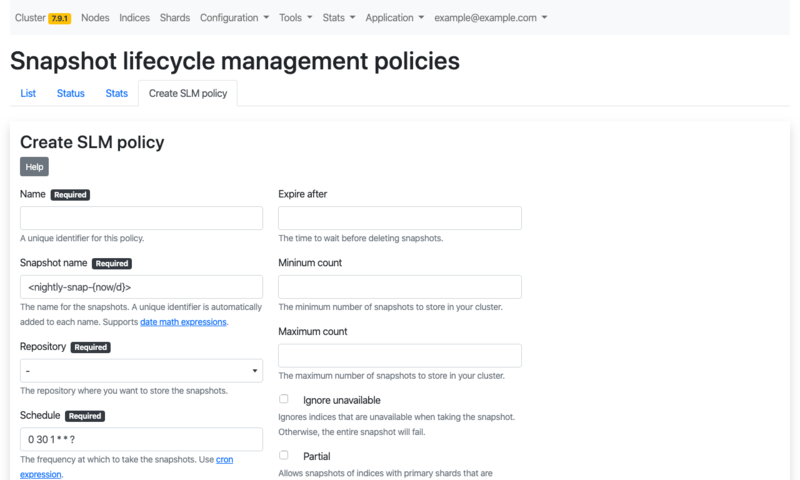 Cluster 7.9.1 Nodes Indices Shards Configuration Tools Stats Application example@example.com
Snapshot lifecycle management policies
List Status Stats Create SLM policy
Create SLM policy
Help
Name Required
A unique identifier for this policy.
Snapshot name Required
<nightly-snap-{now/d}>
The name for the snapshots. A unique identifier is automatically
added to each name. Supports date math expressions.
Repository Required
-
The repository where you want to store the snapshots.
Schedule Required
0 30 1 * * ?
The frequency at which to take the snapshots. Use cron
expression.
Expire after
The time to wait before deleting snapshots.
Mininum count
The minimum number of snapshots to store in your cluster.
Maximum count
The maximum number of snapshots to store in your cluster.
Ignore unavailable
Ignores indices that are unavailable when taking the snapshot.
Otherwise, the entire snapshot will fail.
Partial
Allows snapshots of indices with primary shards that are